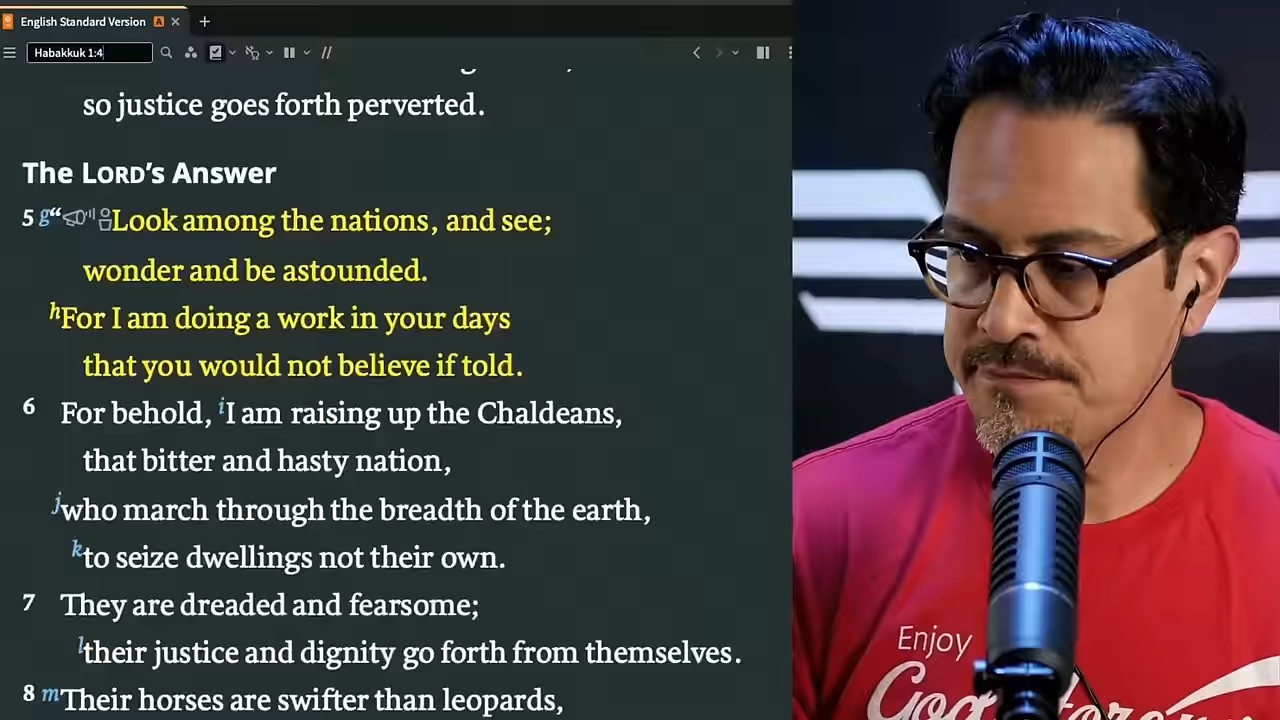 English Standard Version A
Habakkuk 1:4
so justice goes forth perverted.
The LORD's Answer
5 g“Look among the nations, and see;
wonder and be astounded.
hFor I am doing a work in your days
that you would not believe if told.
6 For behold, iI am raising up the Chaldeans,
that bitter and hasty nation,
jwho march through the breadth of the earth,
kto seize dwellings not their own.
7 They are dreaded and fearsome;
ltheir justice and dignity go forth from themselves.
8 mTheir horses are swifter than leopards,
Enjoy
God